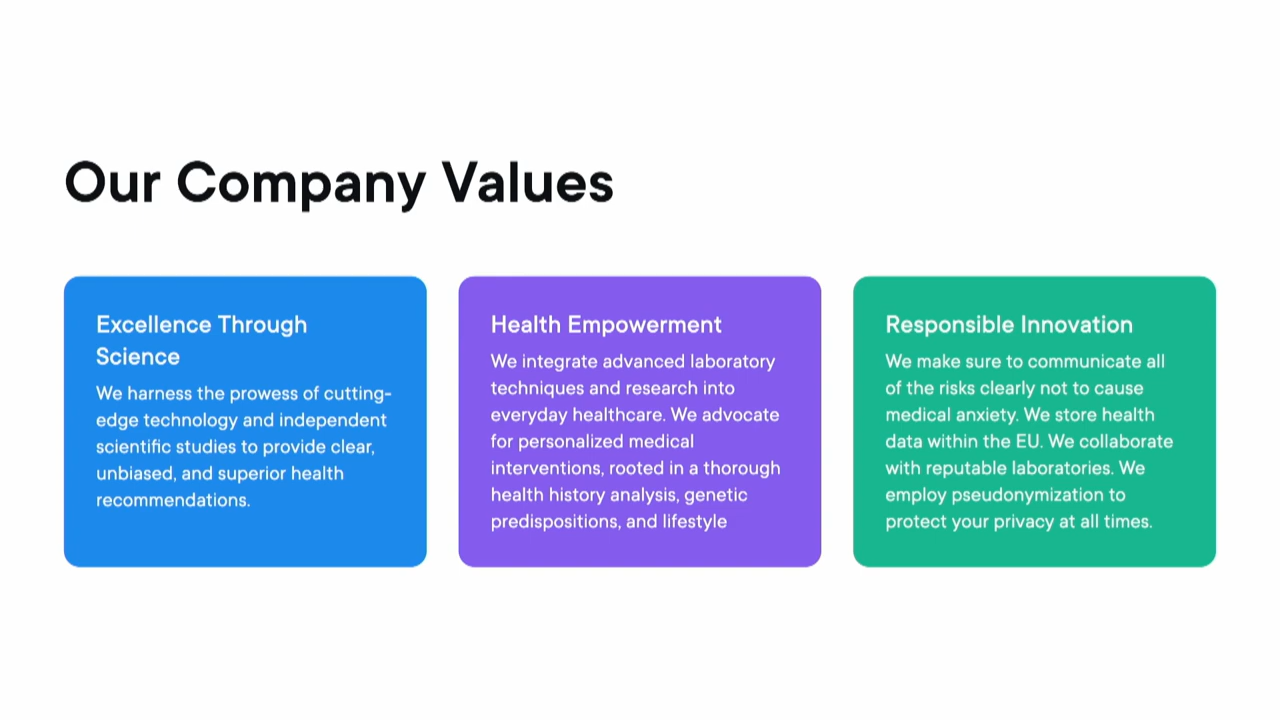 Our Company Values
Excellence Through
Science
We harness the prowess of cutting-
edge technology and independent
scientific studies to provide clear,
unbiased, and superior health
recommendations.
Health Empowerment
We integrate advanced laboratory
techniques and research into
everyday healthcare. We advocate
for personalized medical
interventions, rooted in a thorough
health history analysis, genetic
predispositions, and lifestyle
Responsible Innovation
We make sure to communicate all
of the risks clearly not to cause
medical anxiety. We store health
data within the EU. We collaborate
with reputable laboratories. We
employ pseudonymization to
protect your privacy at all times.